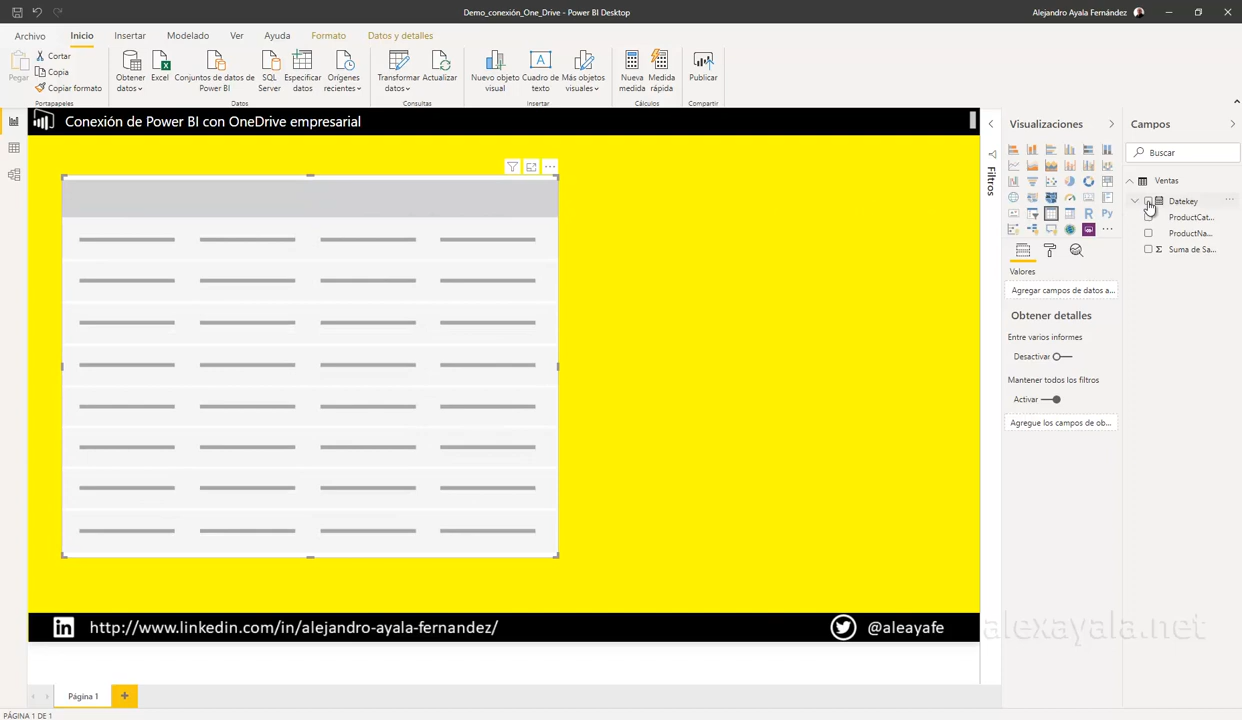 Demo_conexión_One_Drive - Power BI Desktop
Alejandro Ayala Fernández
Archivo
Inicio
Insertar
Modelado
Ver
Ayuda
Formato
Datos y detalles
Pegar
Cortar
Copia
Copiar formato
Portapapeles
Obtener datos
Excel
Conjuntos de datos de Power BI
SQL Server
Especificar datos
Orígenes recientes
Datos
Transformar datos
Actualizar
Consultas
Nuevo objeto visual
Cuadro de texto
Más objetos visuales
Insertar
Nueva medida
Medida rápida
Cálculos
Publicar
Compartir
Conexión de Power BI con OneDrive empresarial
Filtros
Visualizaciones
R
Py
Valores
Agregar campos de datos a...
Obtener detalles
Entre varios informes
Desactivar
Mantener todos los filtros
Activar
Agregue los campos de ob...
Campos
Buscar
Ventas
Datekey
ProductCat...
ProductNa...
Σ Suma de Sa...
in http://www.linkedin.com/in/alejandro-ayala-fernandez/
@aleayafe
alexayala.net
Página 1
PÁGINA 1 DE 1